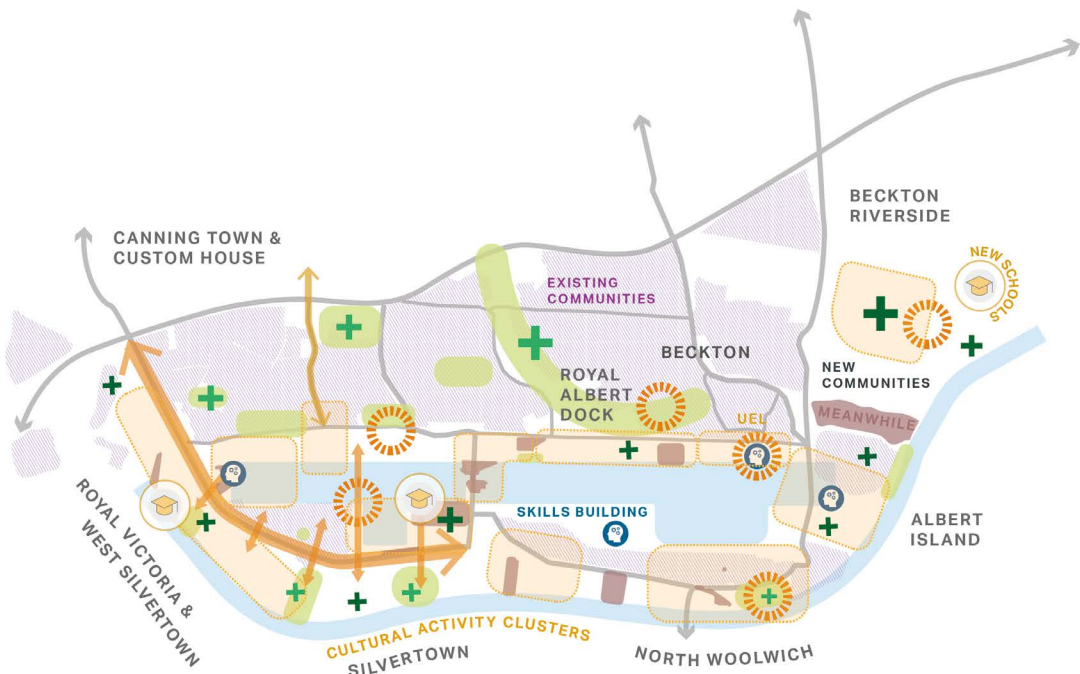 BECKTON
RIVERSIDE
CANNING TOWN &
CUSTOM HOUSE
NEW SCHOOLS
EXISTING
COMMUNITIES
BECKTON
ROYAL
ALBERT
DOCK
NEW
COMMUNITIES
MEANWHILE
UEL
SKILLS BUILDING
ALBERT
ISLAND
ROYAL VICTORIA &
WEST SILVERTOWN
CULTURAL ACTIVITY CLUSTERS
SILVERTOWN
NORTH WOOLWICH